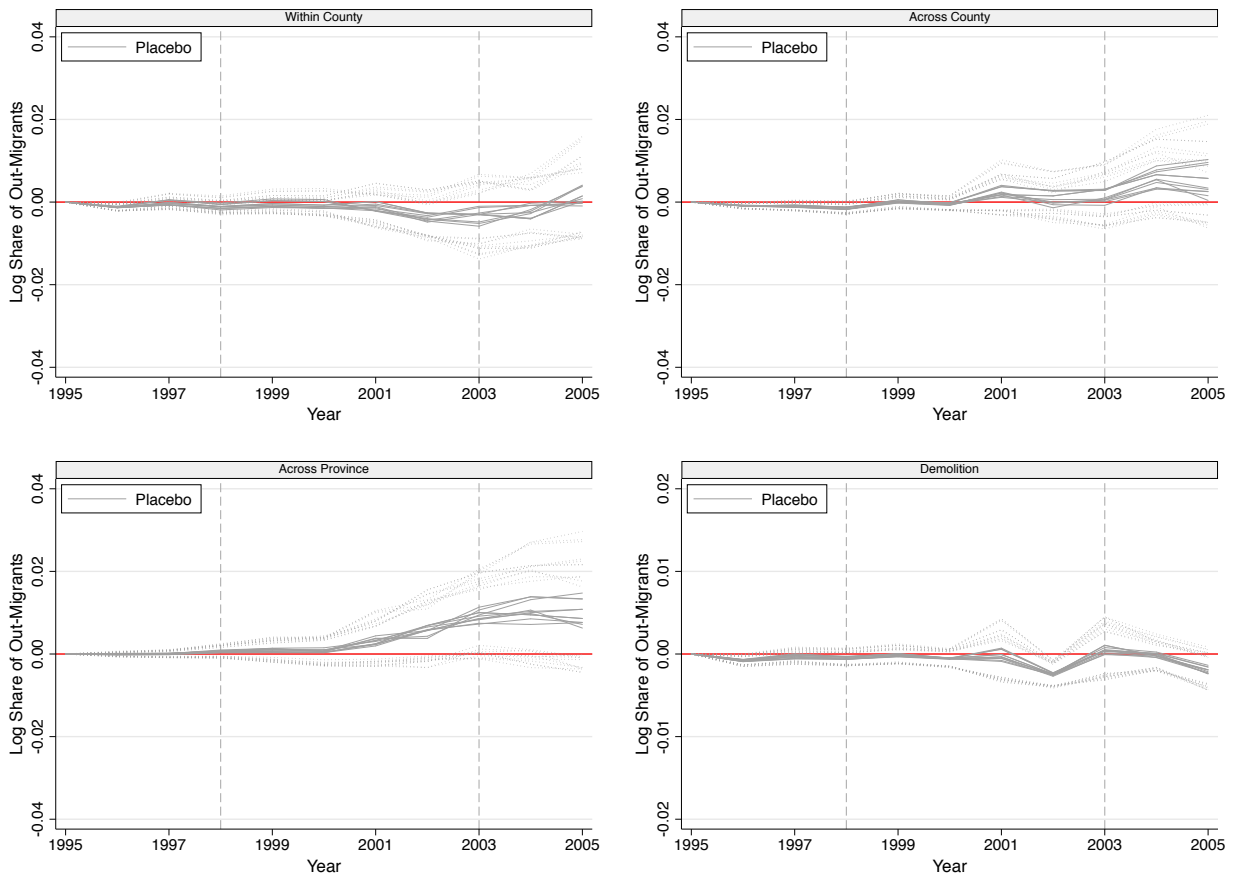 Within County
Placebo
Log Share of Out-Migrants
0.04
0.02
0.00
-0.02
-0.04
1995 1997 1999 2001 2003 2005
Year
Across County
Placebo
Log Share of Out-Migrants
0.04
0.02
0.00
-0.02
-0.04
1995 1997 1999 2001 2003 2005
Year
Across Province
Placebo
Log Share of Out-Migrants
0.04
0.02
0.00
-0.02
-0.04
1995 1997 1999 2001 2003 2005
Year
Demolition
Placebo
Log Share of Out-Migrants
0.02
0.01
0.00
-0.01
-0.02
1995 1997 1999 2001 2003 2005
Year